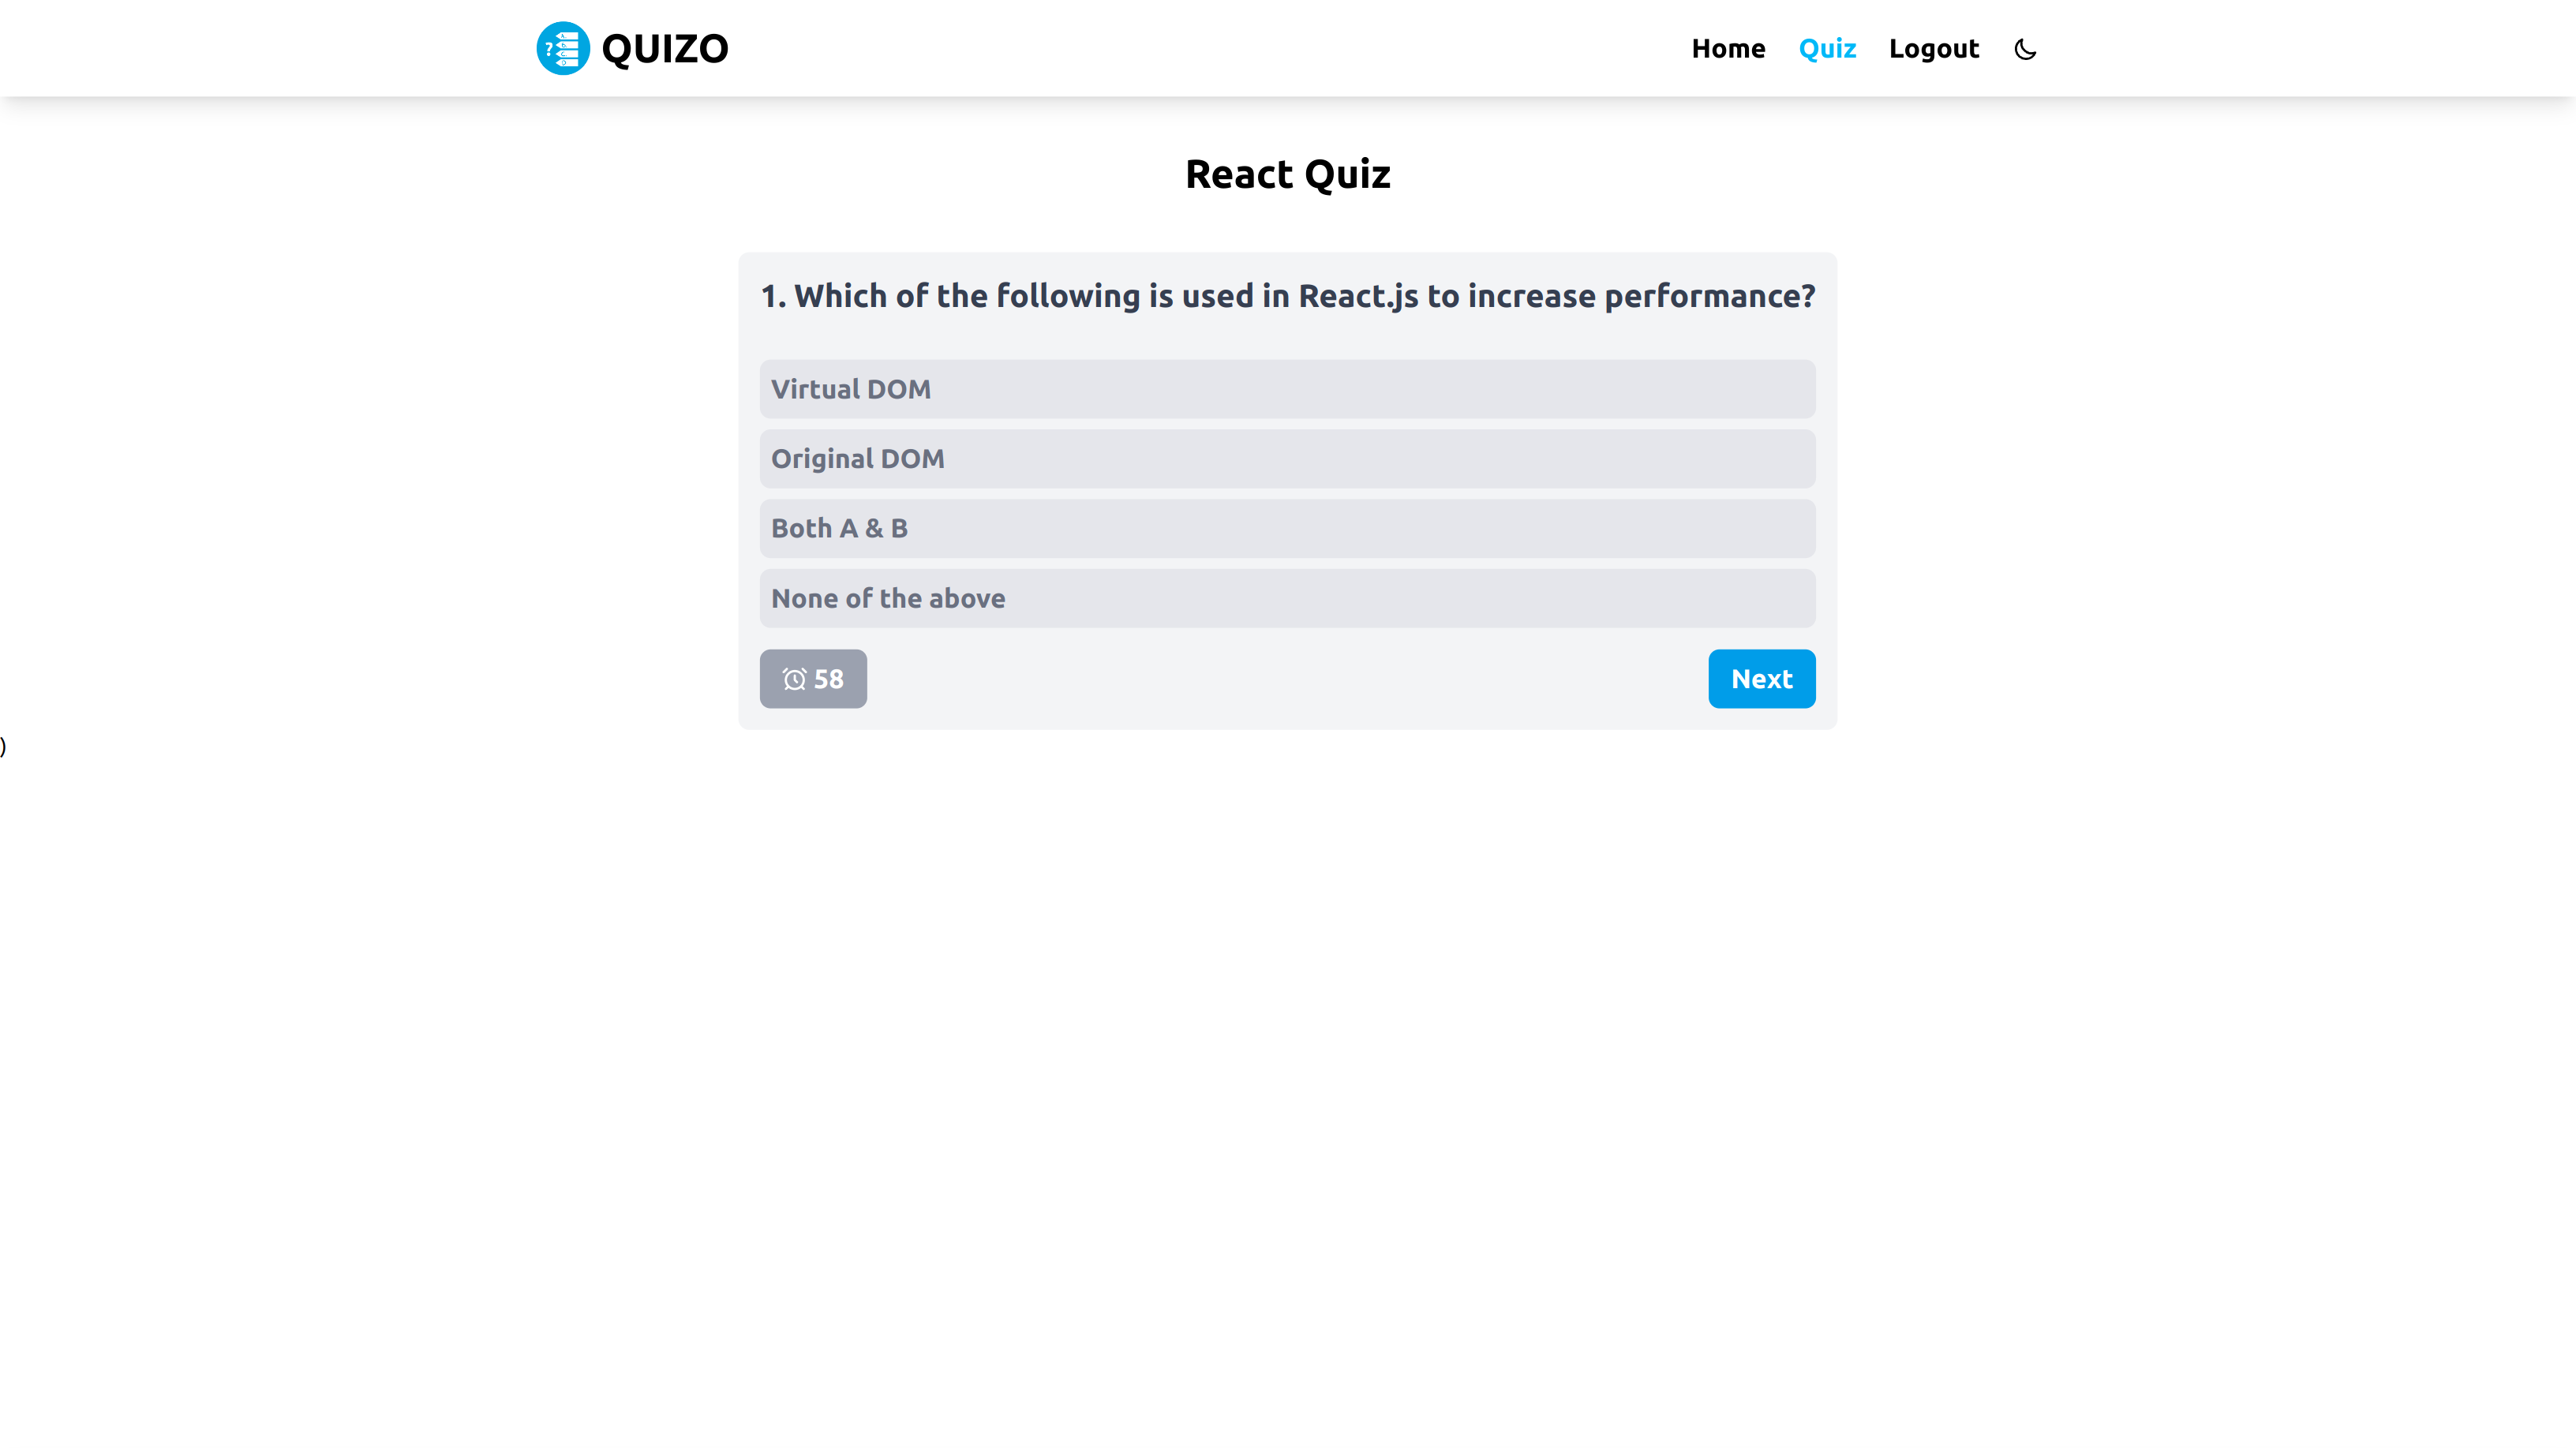 QUIZO
Home Quiz Logout
React Quiz
1. Which of the following is used in React.js to increase performance?
Virtual DOM
Original DOM
Both A & B
None of the above
58 Next
)